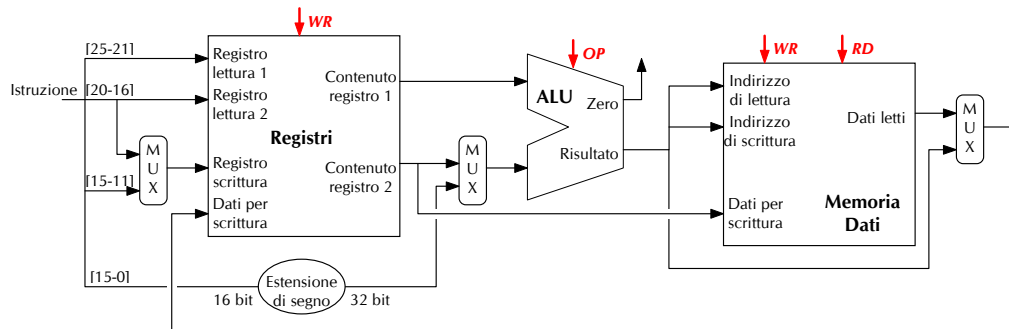 WR
[25-21]
Registro
lettura 1
Istruzione
[20-16]
Registro
lettura 2
Contenuto
registro 1
Registri
M
U
X
Registro
scrittura
Contenuto
registro 2
[15-11]
Dati per
scrittura
[15-0]
16 bit
Estensione
di segno
32 bit
M
U
X
OP
ALU
Zero
Risultato
WR
RD
Indirizzo
di lettura
Indirizzo
di scrittura
Dati letti
Dati per
scrittura
Memoria
Dati
M
U
X